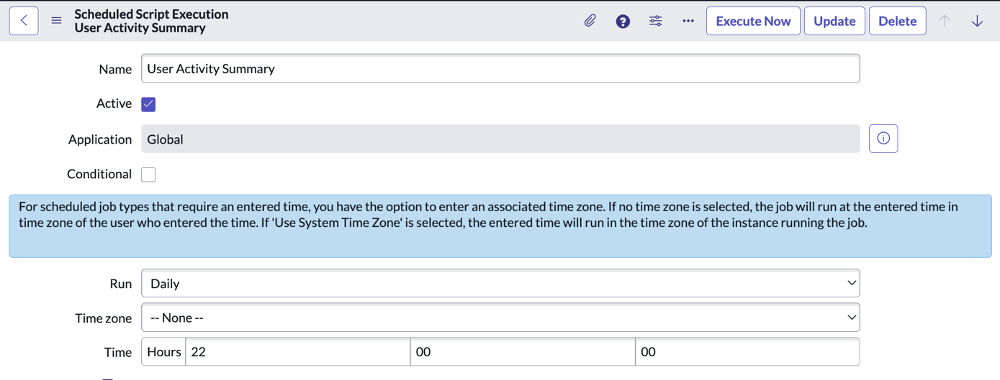 Scheduled Script Execution
User Activity Summary
Execute Now
Update
Delete
Name User Activity Summary
Active
Application Global
Conditional
For scheduled job types that require an entered time, you have the option to enter an associated time zone. If no time zone is selected, the job will run at the entered time in
time zone of the user who entered the time. If 'Use System Time Zone' is selected, the entered time will run in the time zone of the instance running the job.
Run Daily
Time zone -- None --
Time Hours 22 00 00